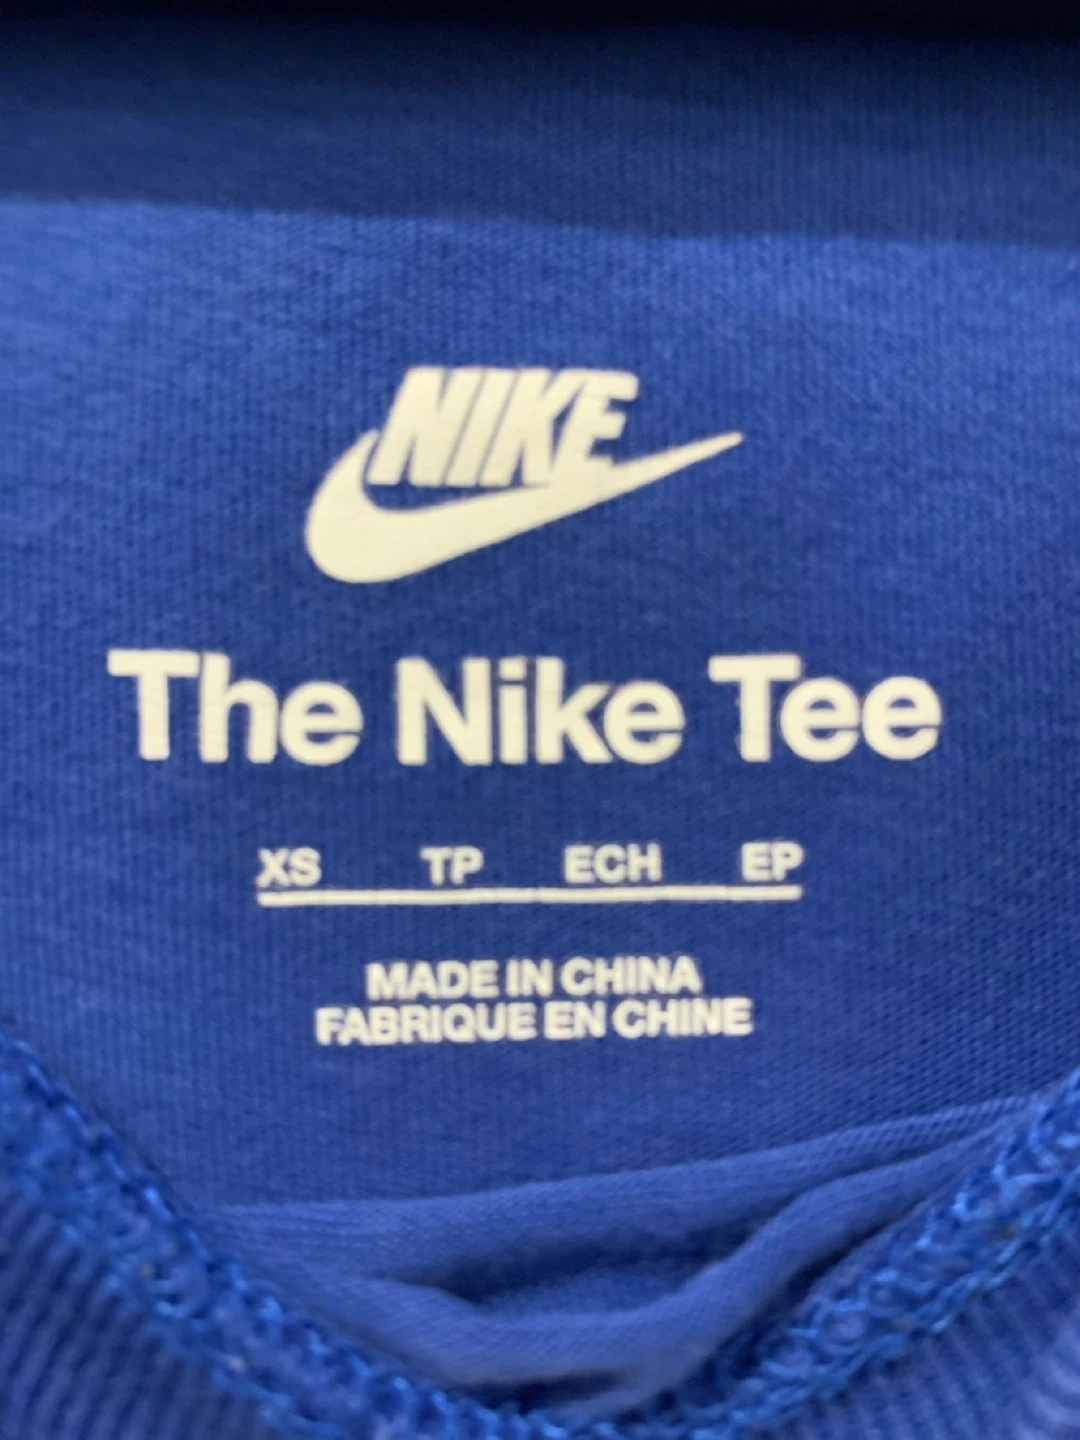 NIKE
The Nike Tee
XS TP ECH EP
MADE IN CHINA
FABRIQUE EN CHINE